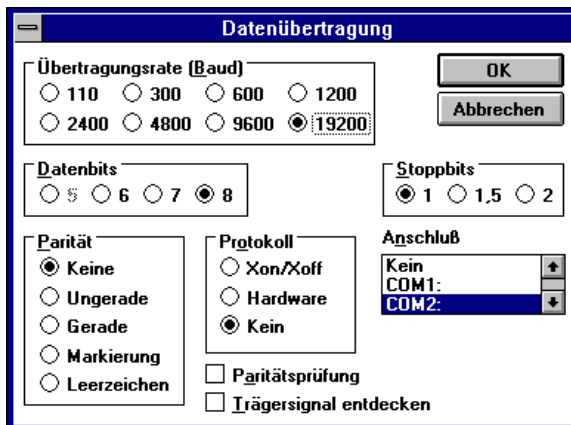 Datenübertragung
Übertragungsrate (Baud)
110 300 600 1200
2400 4800 9600 19200
OK
Abbrechen
Datenbits
5 6 7 8
Stoppbits
1 1,5 2
Parität
Keine
Ungerade
Gerade
Markierung
Leerzeichen
Protokoll
Xon/Xoff
Hardware
Kein
Anschluß
Kein
COM1:
COM2:
Paritätsprüfung
Trägersignal entdecken